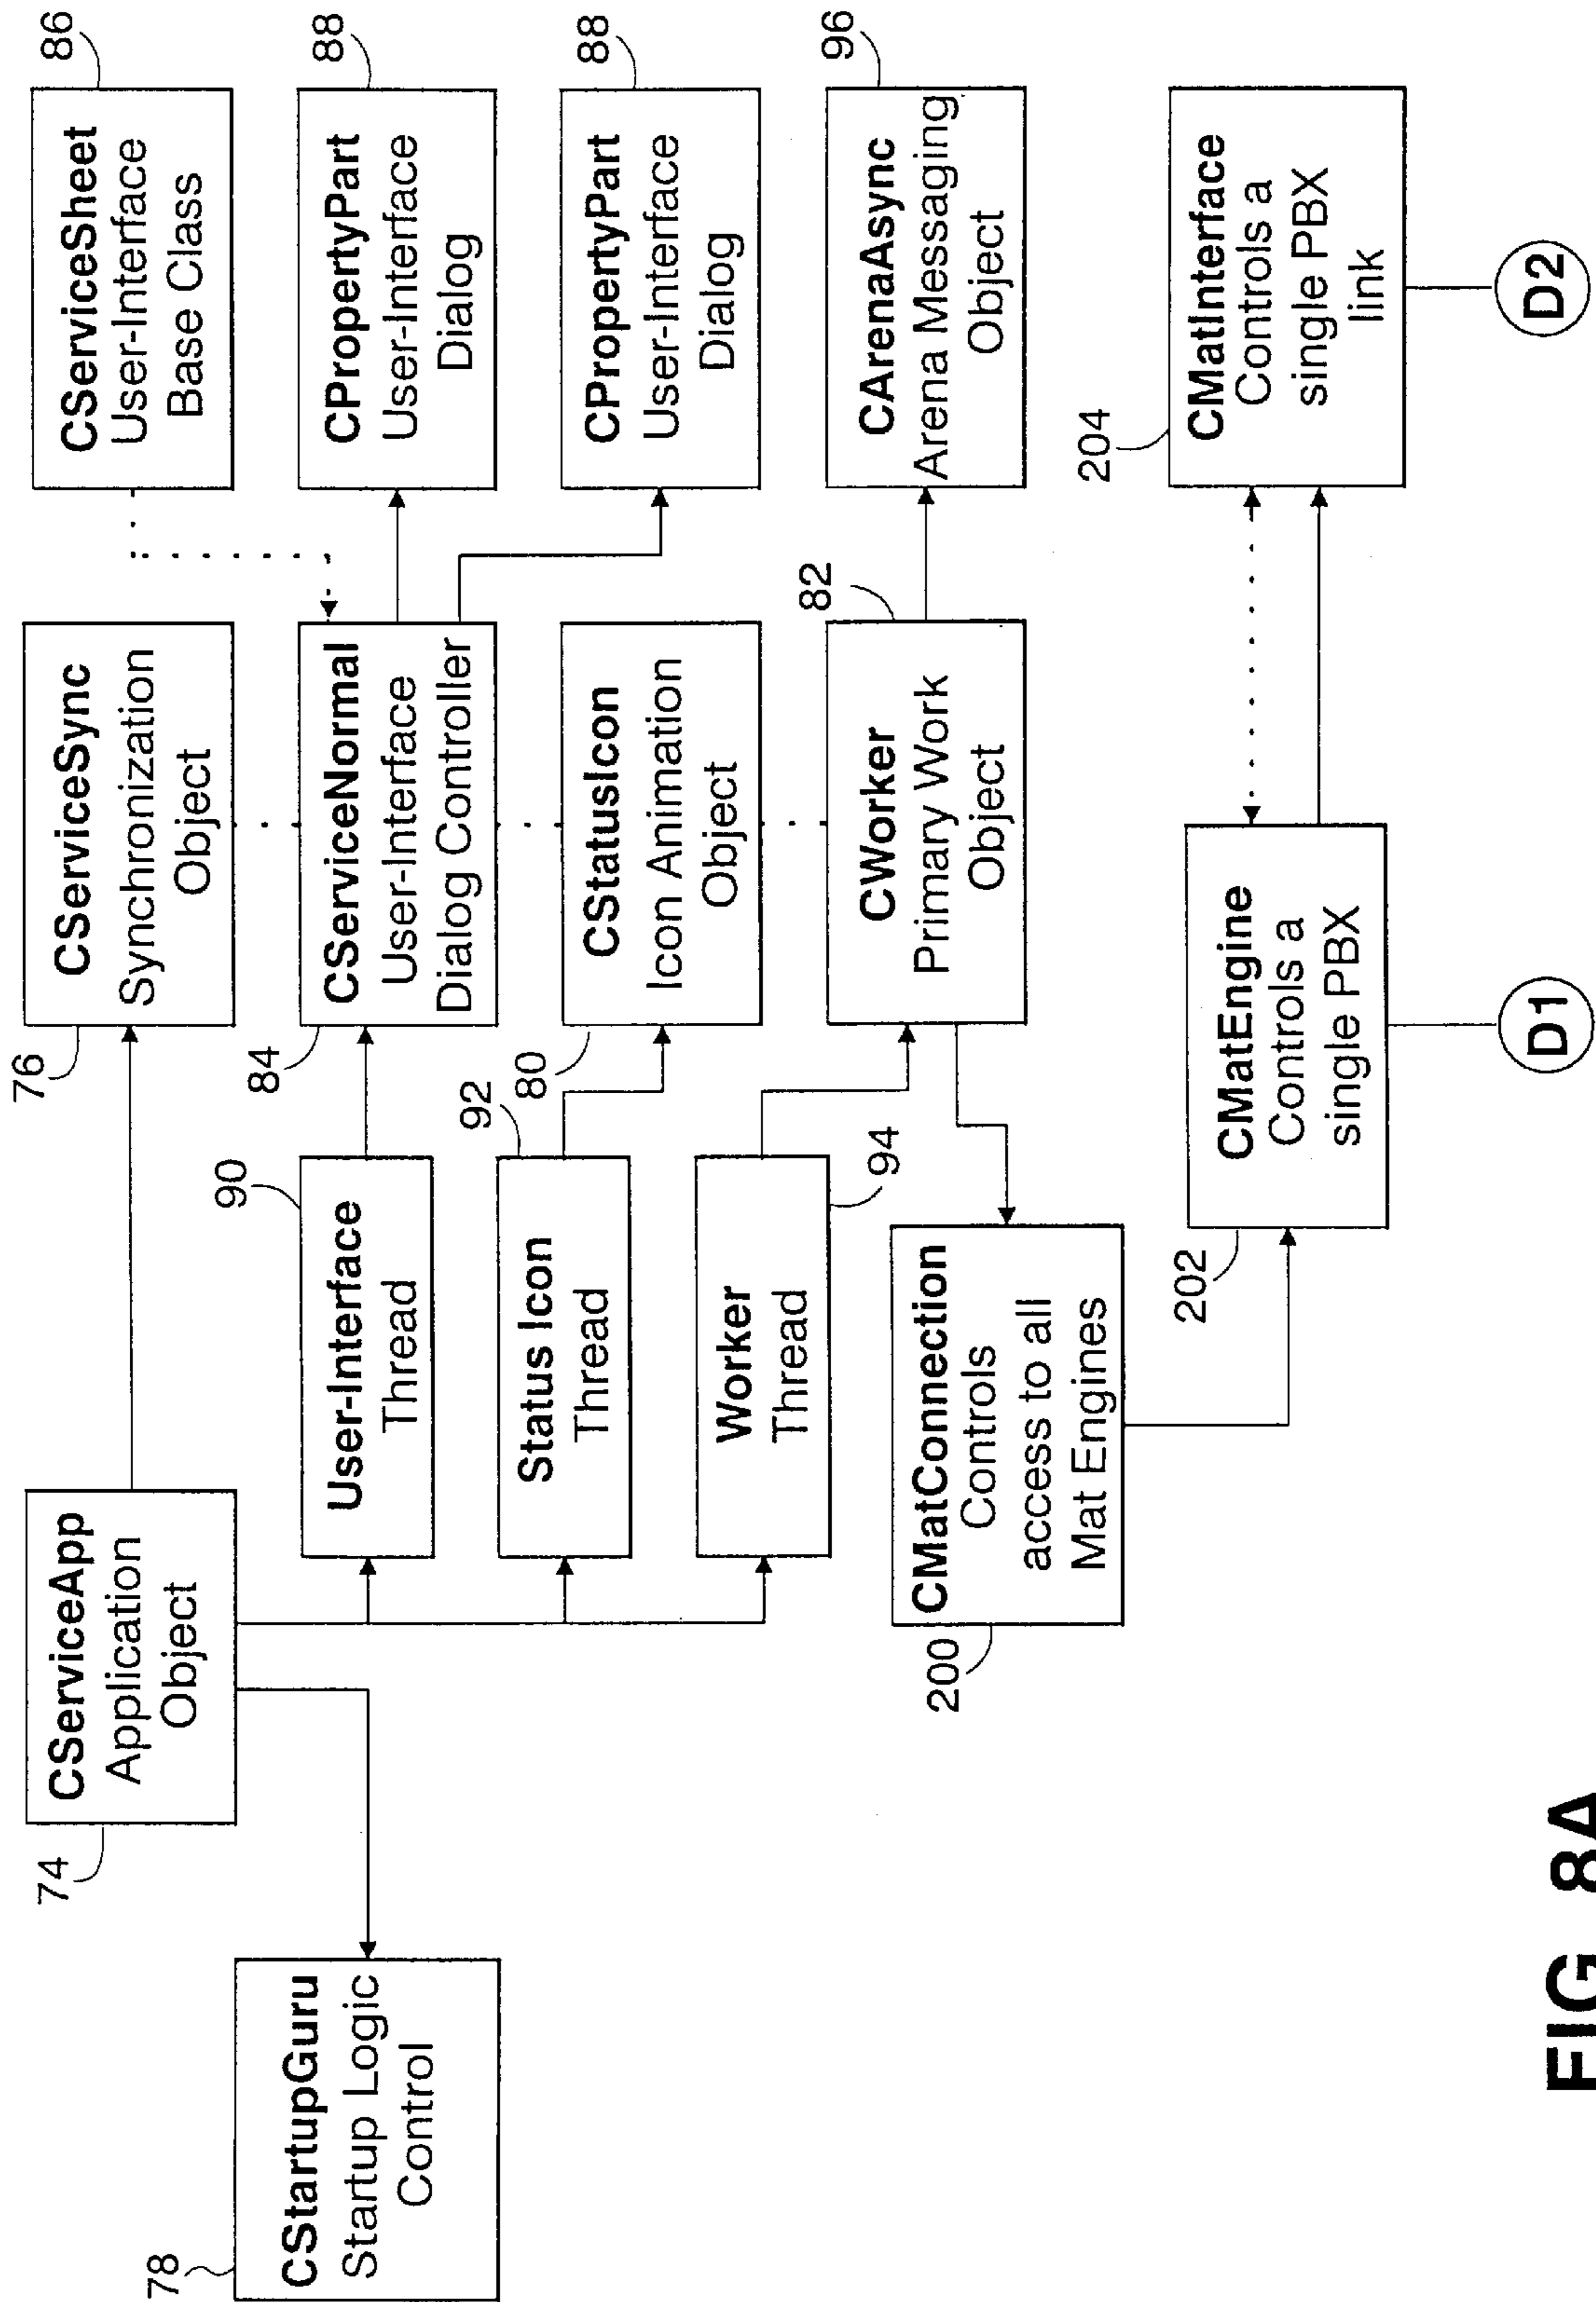 74
CServiceApp
Application
Object
76
CServiceSync
Synchronization
Object
86
CServiceSheet
User-Interface
Base Class
78
CStartupGuru
Startup Logic
Control
90
User-Interface
Thread
84
CServiceNormal
User-Interface
Dialog Controller
88
CPropertyPart
User-Interface
Dialog
92
Status Icon
Thread
80
CStatusIcon
Icon Animation
Object
88
CPropertyPart
User-Interface
Dialog
94
Worker
Thread
82
CWorker
Primary Work
Object
96
CArenaAsync
Arena Messaging
Object
200
CMatConnection
Controls
access to all
Mat Engines
202
CMatEngine
Controls a
single PBX
204
CMatInterface
Controls a
single PBX
link
D1
D2
FIG 8A